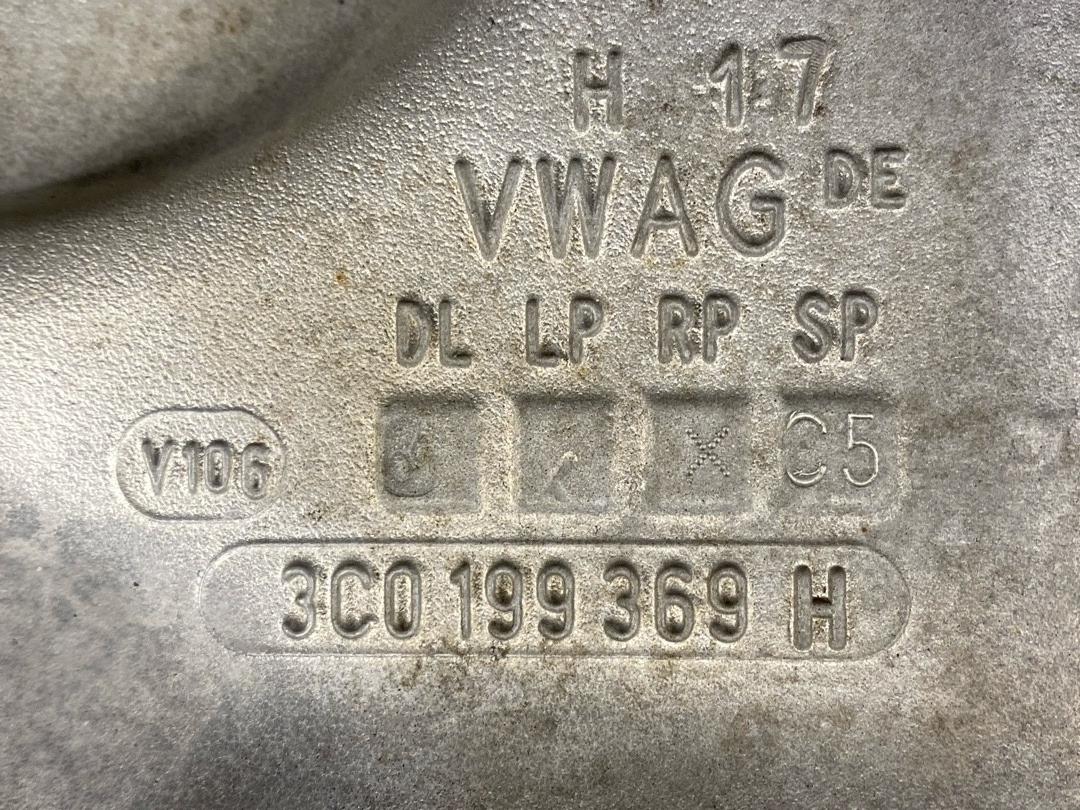 H 17
VWAG DE
DL LP RP SP
X C5
V106
3C0 199 369 H